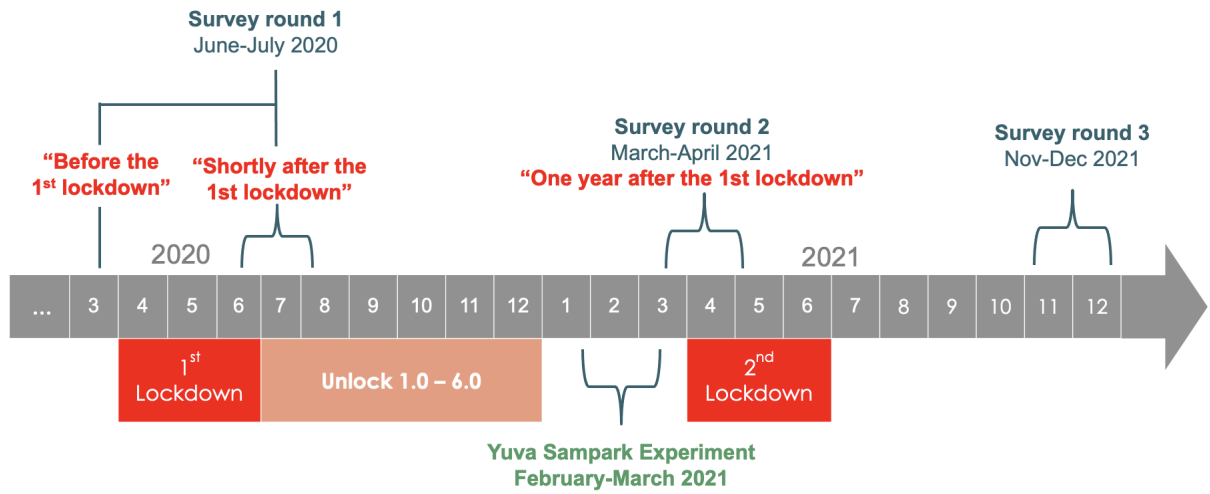 Survey round 1
June-July 2020
“Before the
1st lockdown”
“Shortly after the
1st lockdown”
Survey round 2
March-April 2021
“One year after the 1st lockdown”
Survey round 3
Nov-Dec 2021
2020
2021
... 3 4 5 6 7 8 9 10 11 12 1 2 3 4 5 6 7 8 9 10 11 12
1st
Lockdown
Unlock 1.0 – 6.0
2nd
Lockdown
Yuva Sampark Experiment
February-March 2021